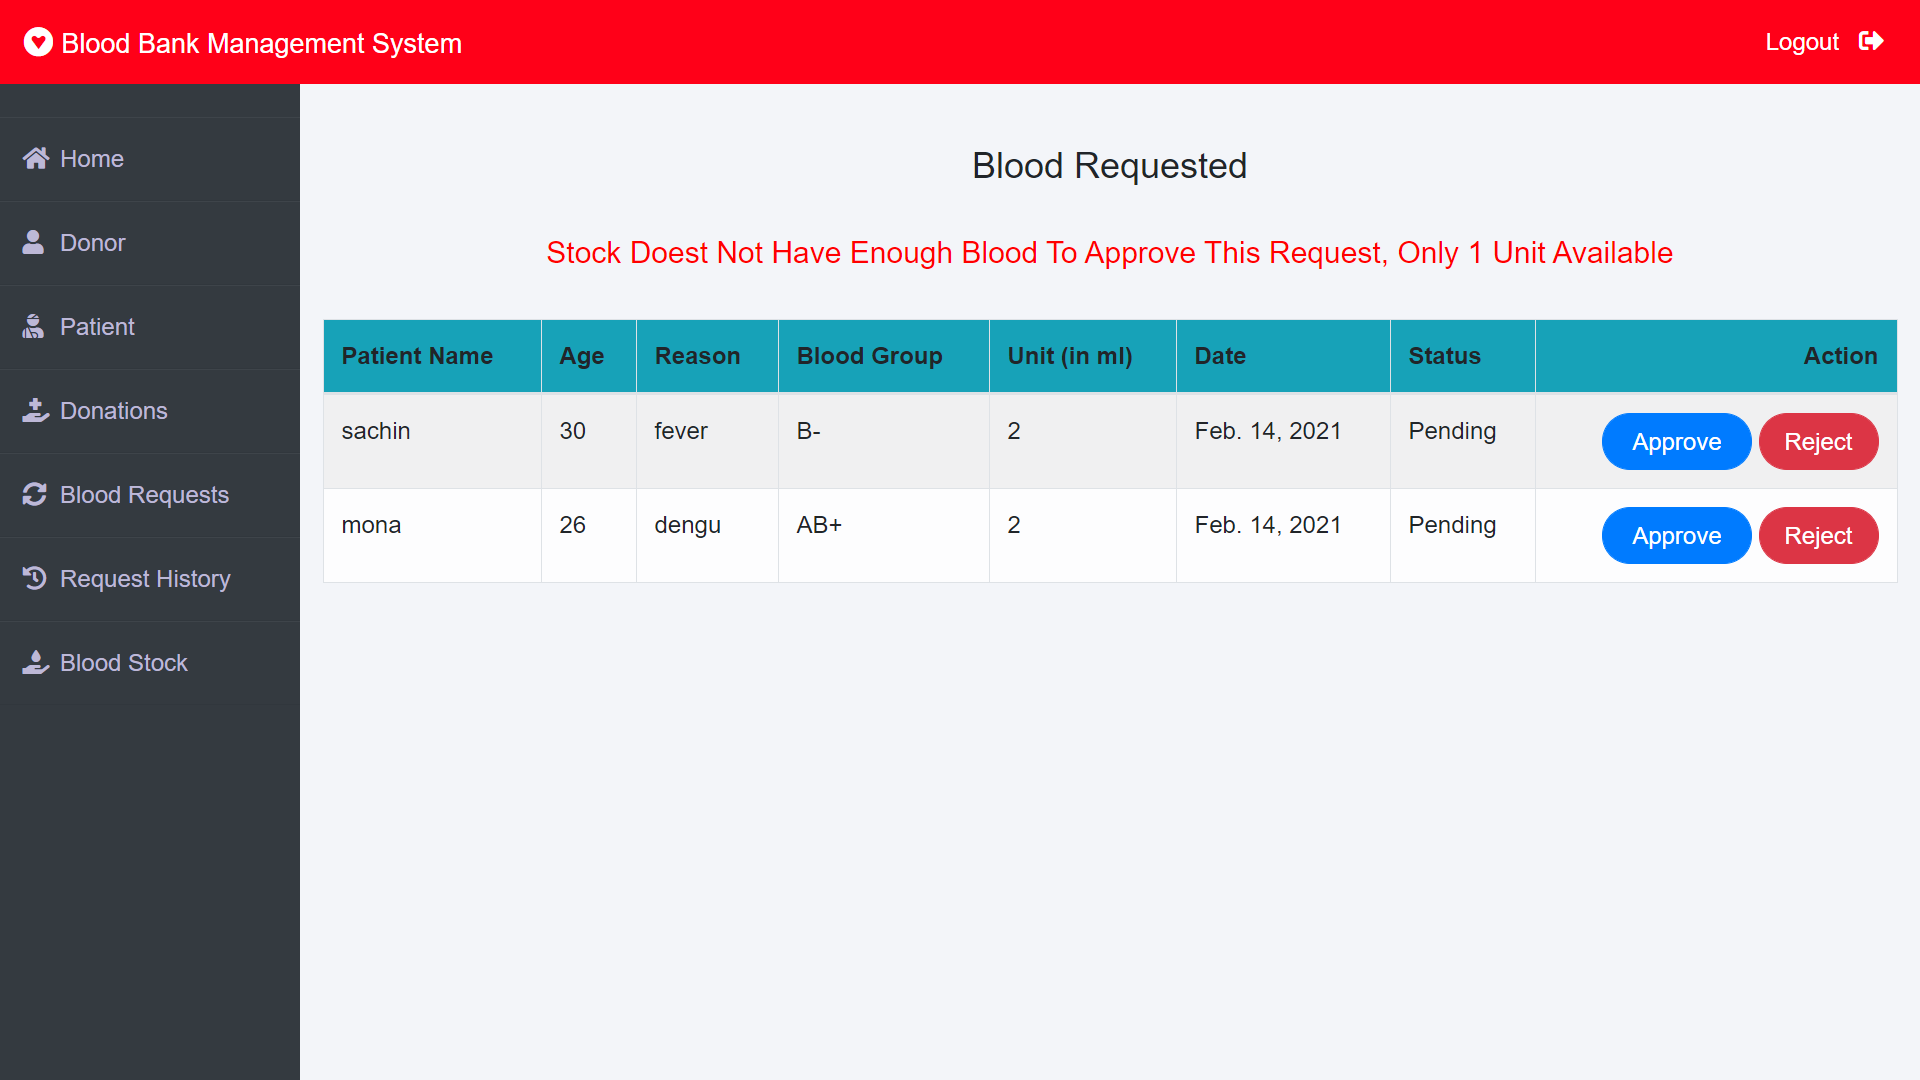 Blood Bank Management System
Logout
Home
Donor
Patient
Donations
Blood Requests
Request History
Blood Stock
Blood Requested
Stock Doest Not Have Enough Blood To Approve This Request, Only 1 Unit Available
Patient Name Age Reason Blood Group Unit (in ml) Date Status Action
sachin 30 fever B- 2 Feb. 14, 2021 Pending Approve Reject
mona 26 dengu AB+ 2 Feb. 14, 2021 Pending Approve Reject